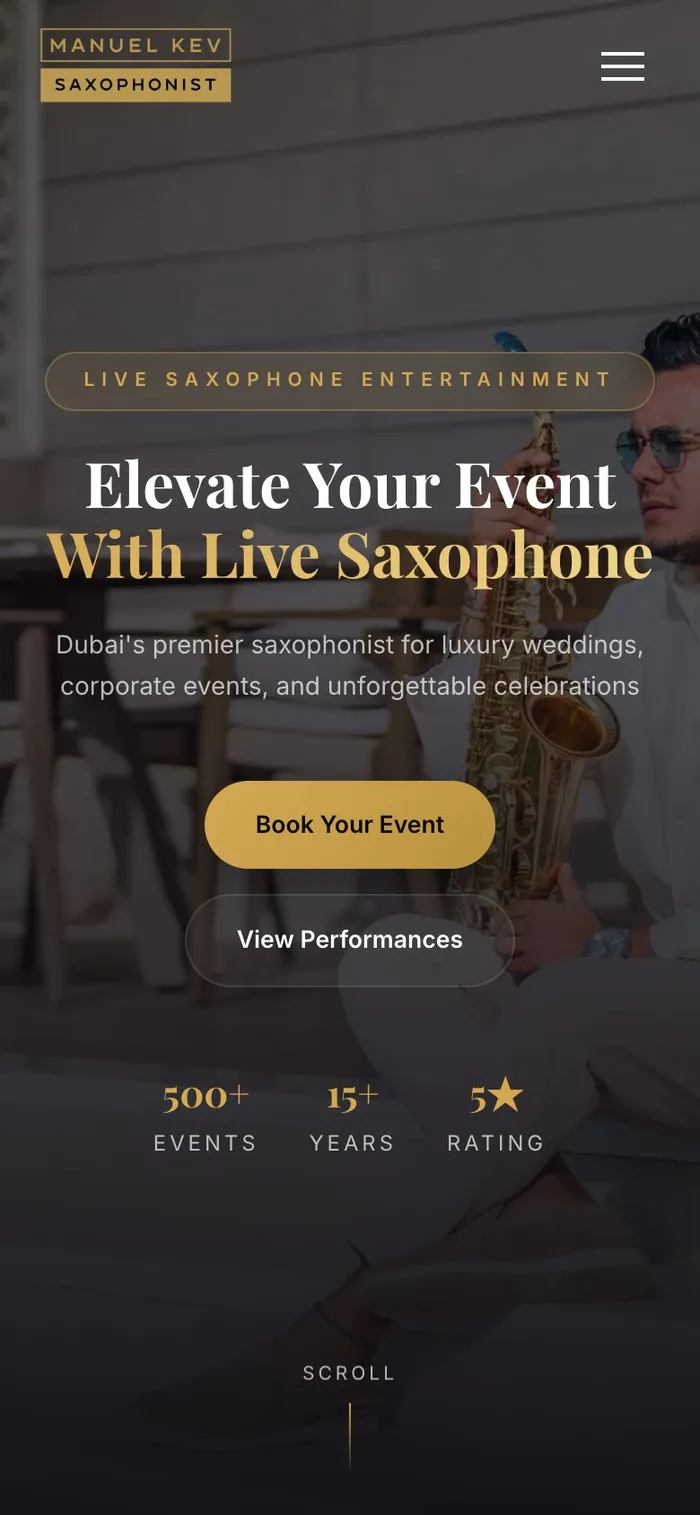 MANUEL KEV
SAXOPHONIST
LIVE SAXOPHONE ENTERTAINMENT
Elevate Your Event
With Live Saxophone
Dubai's premier saxophonist for luxury weddings,
corporate events, and unforgettable celebrations
Book Your Event
View Performances
500+ 15+ 5★
EVENTS YEARS RATING
SCROLL